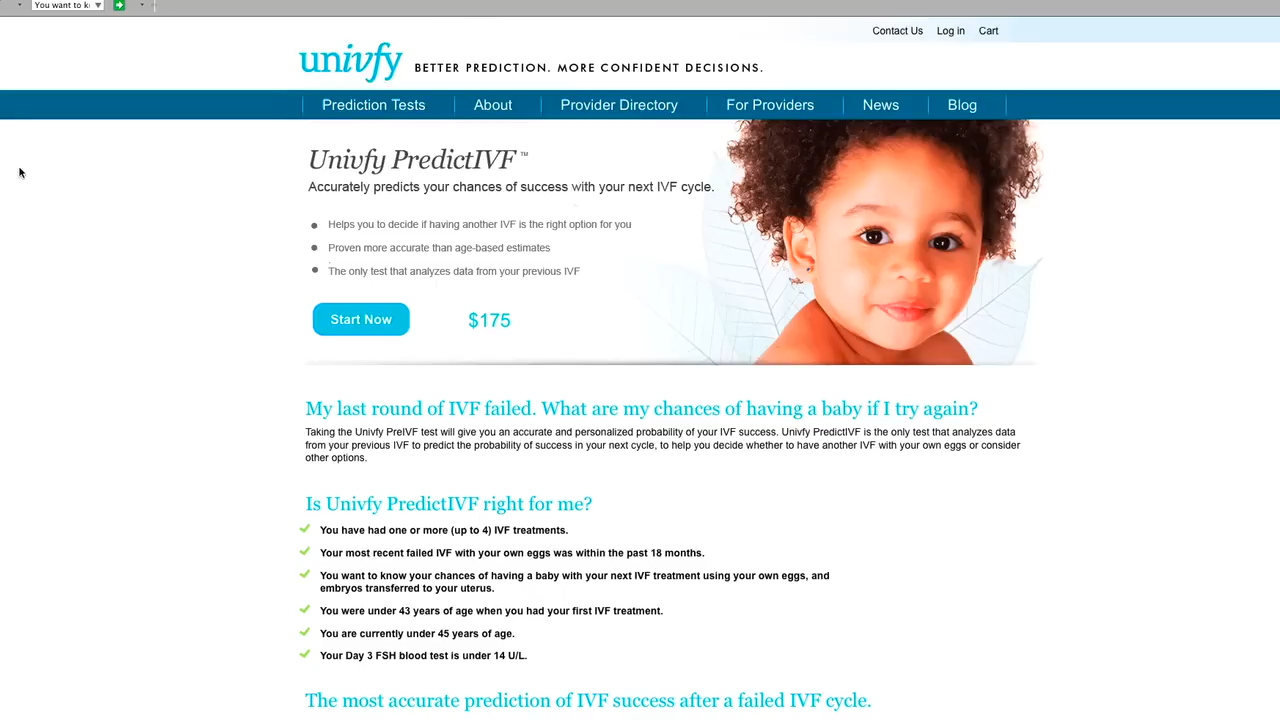 You want to k
Contact Us Log in Cart
univfy BETTER PREDICTION. MORE CONFIDENT DECISIONS.
Prediction Tests About Provider Directory For Providers News Blog
Univfy PredictIVF ™
Accurately predicts your chances of success with your next IVF cycle.
Helps you to decide if having another IVF is the right option for you
Proven more accurate than age-based estimates
The only test that analyzes data from your previous IVF
Start Now $175
My last round of IVF failed. What are my chances of having a baby if I try again?
Taking the Univfy PreIVF test will give you an accurate and personalized probability of your IVF success. Univfy PredictIVF is the only test that analyzes data
from your previous IVF to predict the probability of success in your next cycle, to help you decide whether to have another IVF with your own eggs or consider
other options.
Is Univfy PredictIVF right for me?
You have had one or more (up to 4) IVF treatments.
Your most recent failed IVF with your own eggs was within the past 18 months.
You want to know your chances of having a baby with your next IVF treatment using your own eggs, and
embryos transferred to your uterus.
You were under 43 years of age when you had your first IVF treatment.
You are currently under 45 years of age.
Your Day 3 FSH blood test is under 14 U/L.
The most accurate prediction of IVF success after a failed IVF cycle.